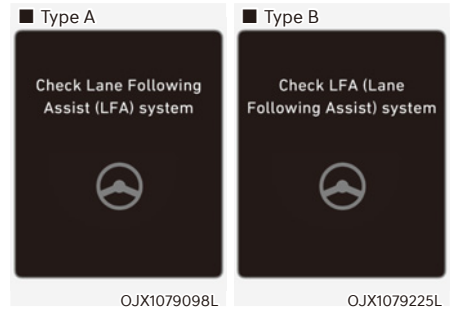 ■ Type A
Check Lane Following
Assist (LFA) system
OJX1079098L
■ Type B
Check LFA (Lane
Following Assist) system
OJX1079225L